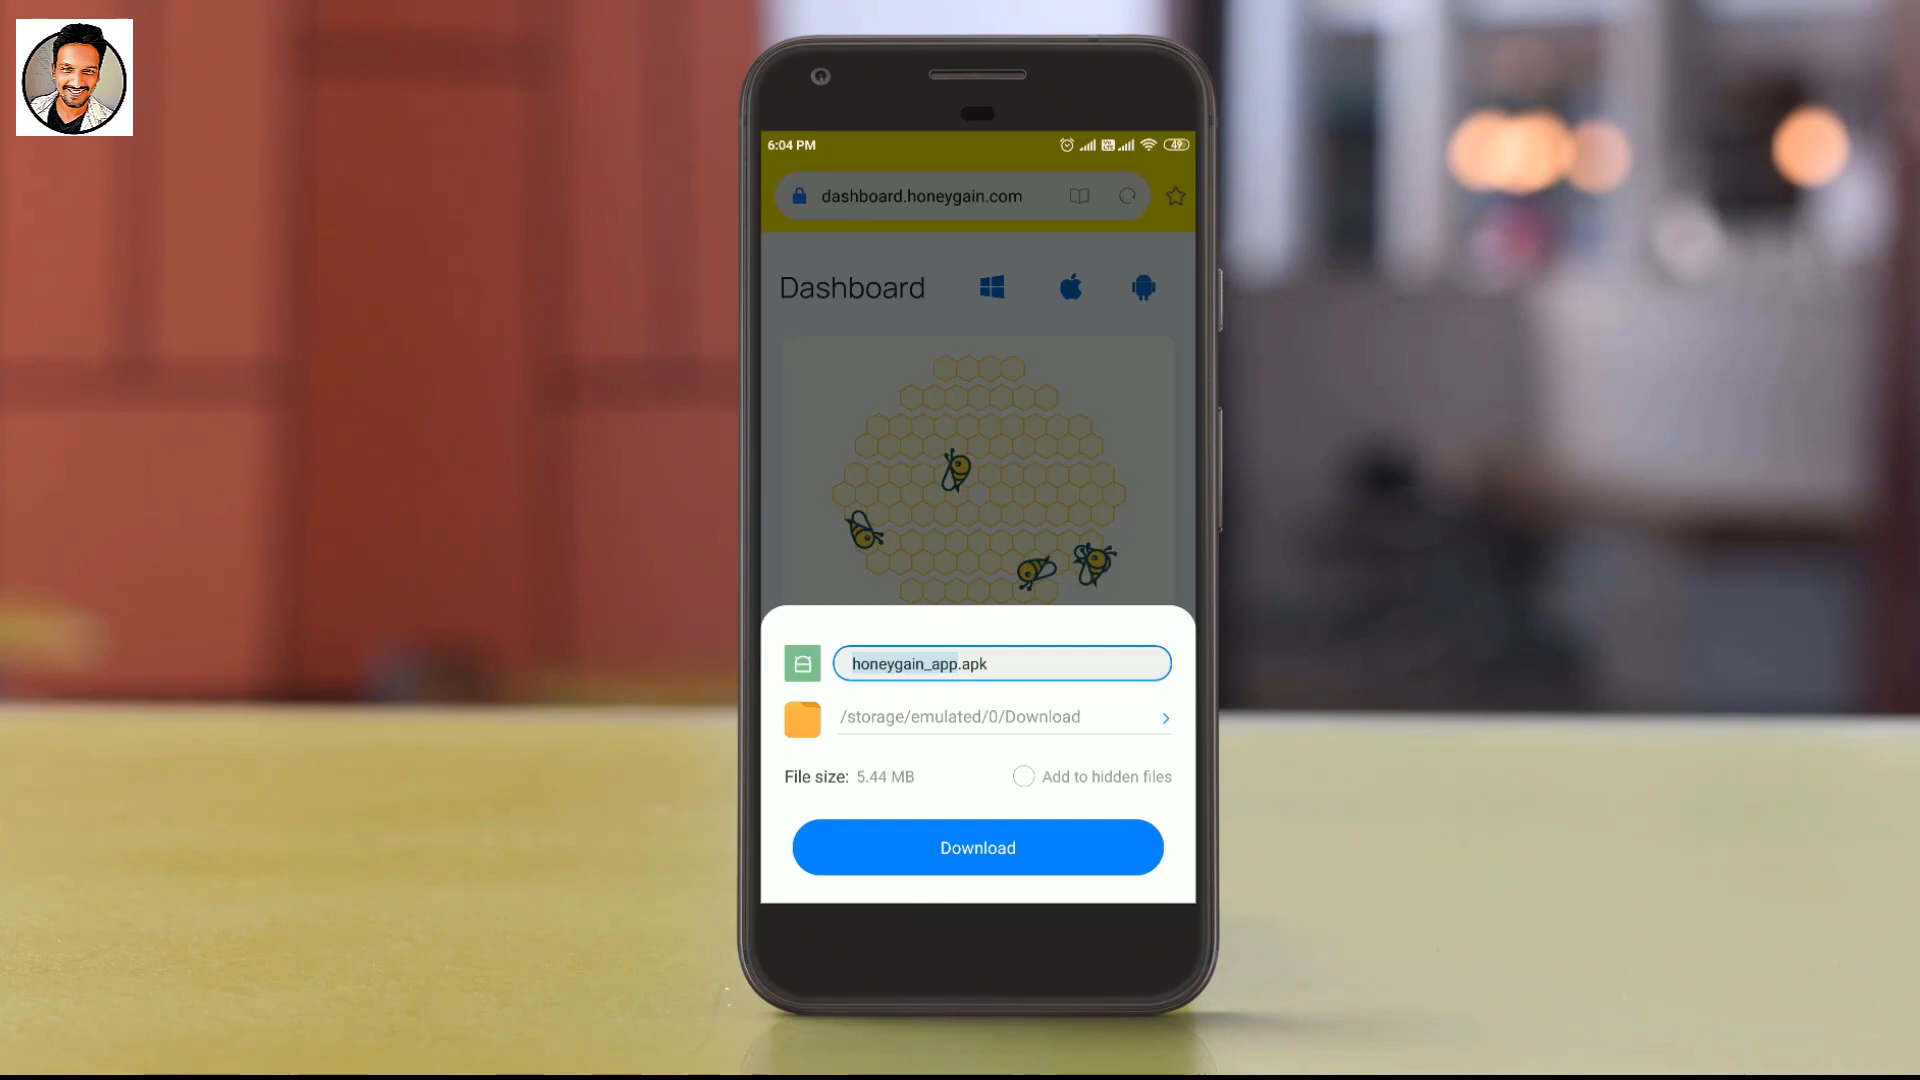 6:04 PM
49
dashboard.honeygain.com
Dashboard
honeygain_app.apk
/storage/emulated/0/Download
File size: 5.44 MB
Add to hidden files
Download